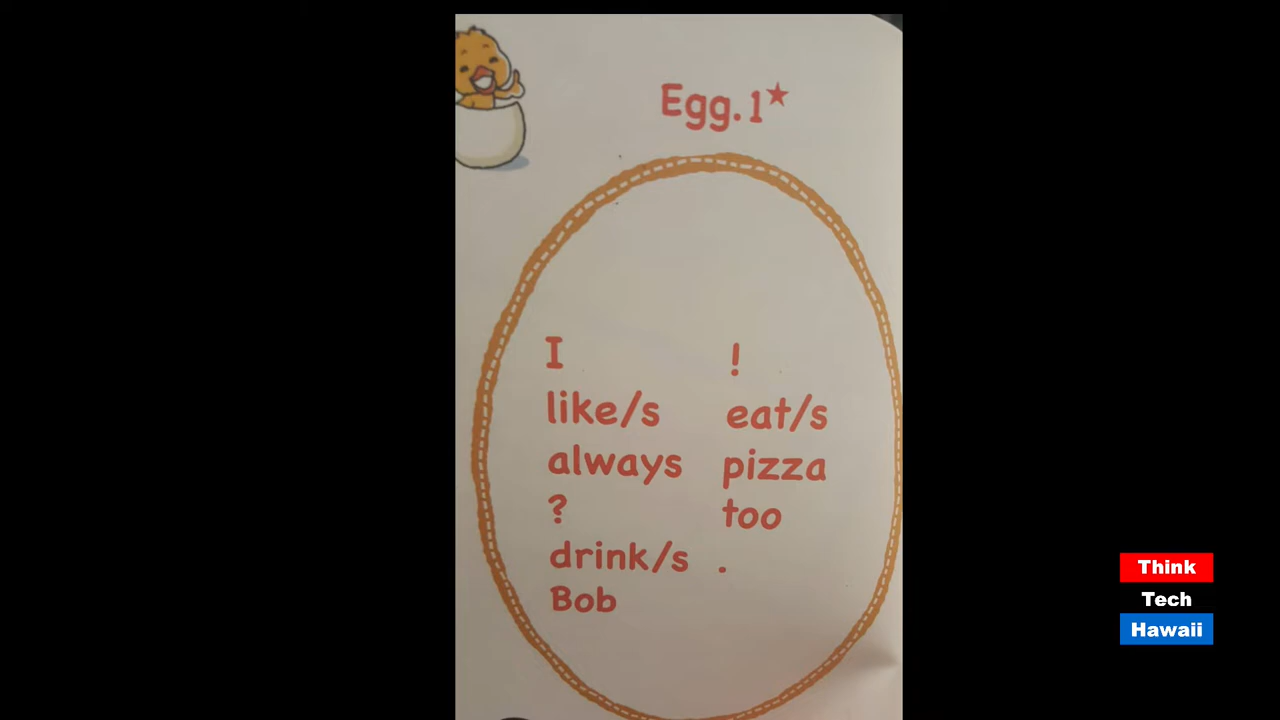 Egg.1★
I
like/s
always
?
drink/s
Bob
!
eat/s
pizza
too
.
Think
Tech
Hawaii